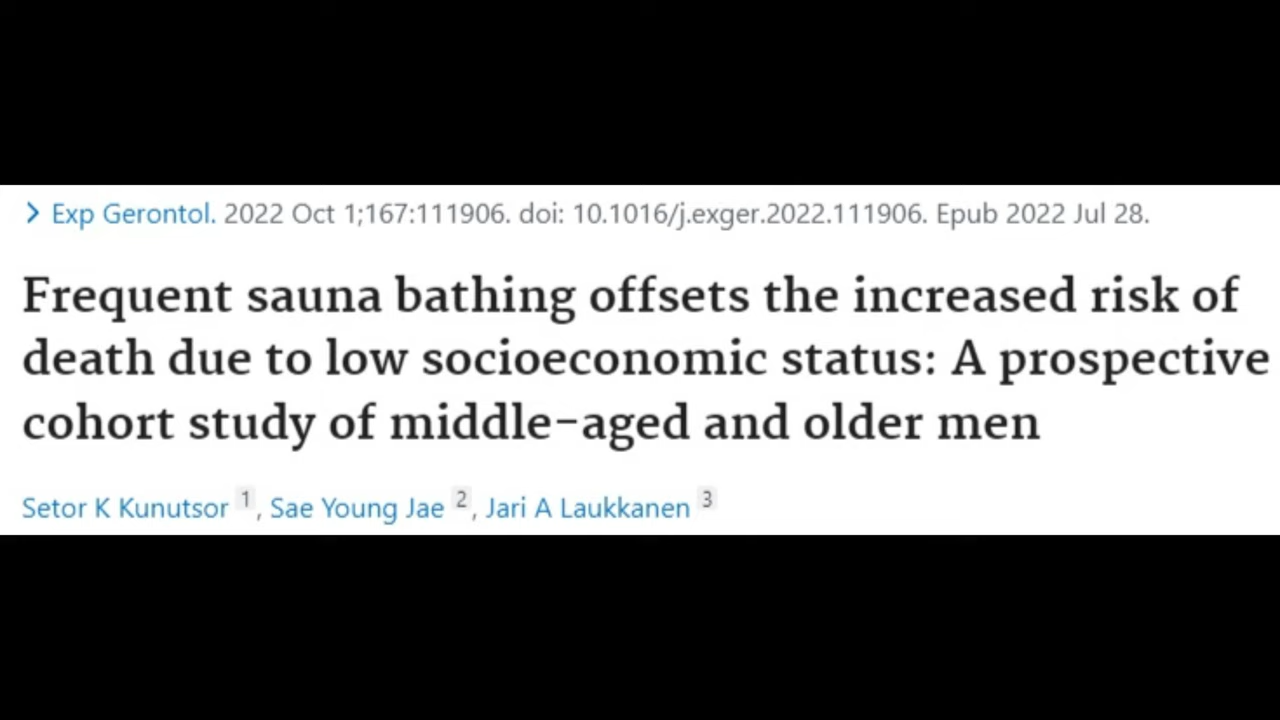 > Exp Gerontol. 2022 Oct 1;167:111906. doi: 10.1016/j.exger.2022.111906. Epub 2022 Jul 28.
Frequent sauna bathing offsets the increased risk of
death due to low socioeconomic status: A prospective
cohort study of middle-aged and older men
Setor K Kunutsor 1, Sae Young Jae 2, Jari A Laukkanen 3